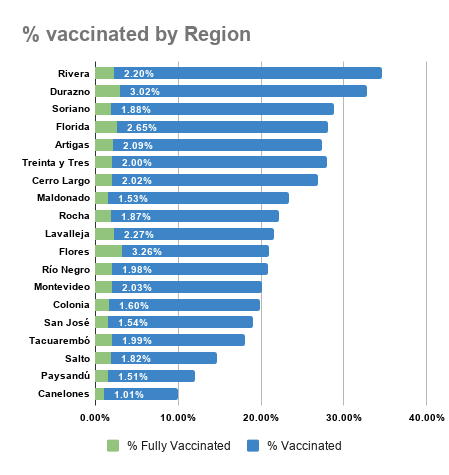 % vaccinated by Region
Rivera 2.20%
Durazno 3.02%
Soriano 1.88%
Florida 2.65%
Artigas 2.09%
Treinta y Tres 2.00%
Cerro Largo 2.02%
Maldonado 1.53%
Rocha 1.87%
Lavalleja 2.27%
Flores 3.26%
Río Negro 1.98%
Montevideo 2.03%
Colonia 1.60%
San José 1.54%
Tacuarembó 1.99%
Salto 1.82%
Paysandú 1.51%
Canelones 1.01%
0.00% 10.00% 20.00% 30.00% 40.00%
% Fully Vaccinated % Vaccinated